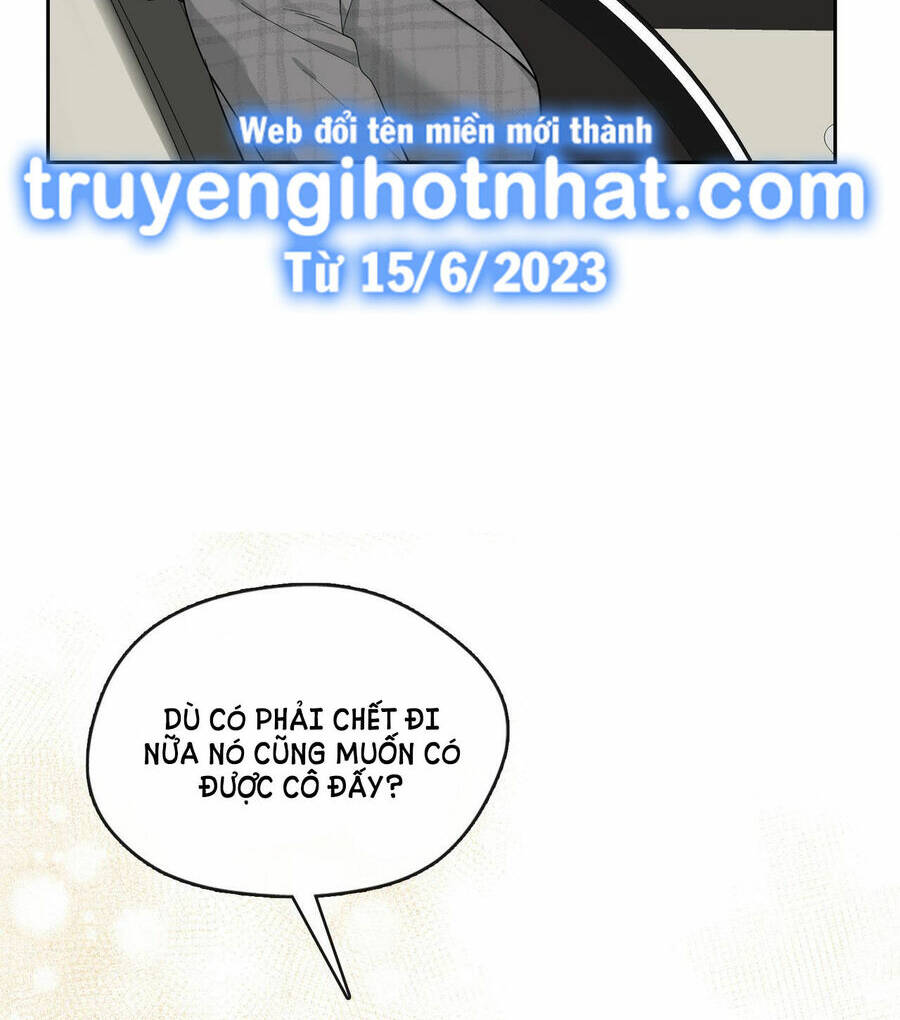 Web đổi tên miền mới thành
truyengihotnhat.com
Từ 15/6/2023
DÙ CÓ PHẢI CHẾT ĐI
NỮA NÓ CŨNG MUỐN CÓ
ĐƯỢC CÔ ĐẤY?